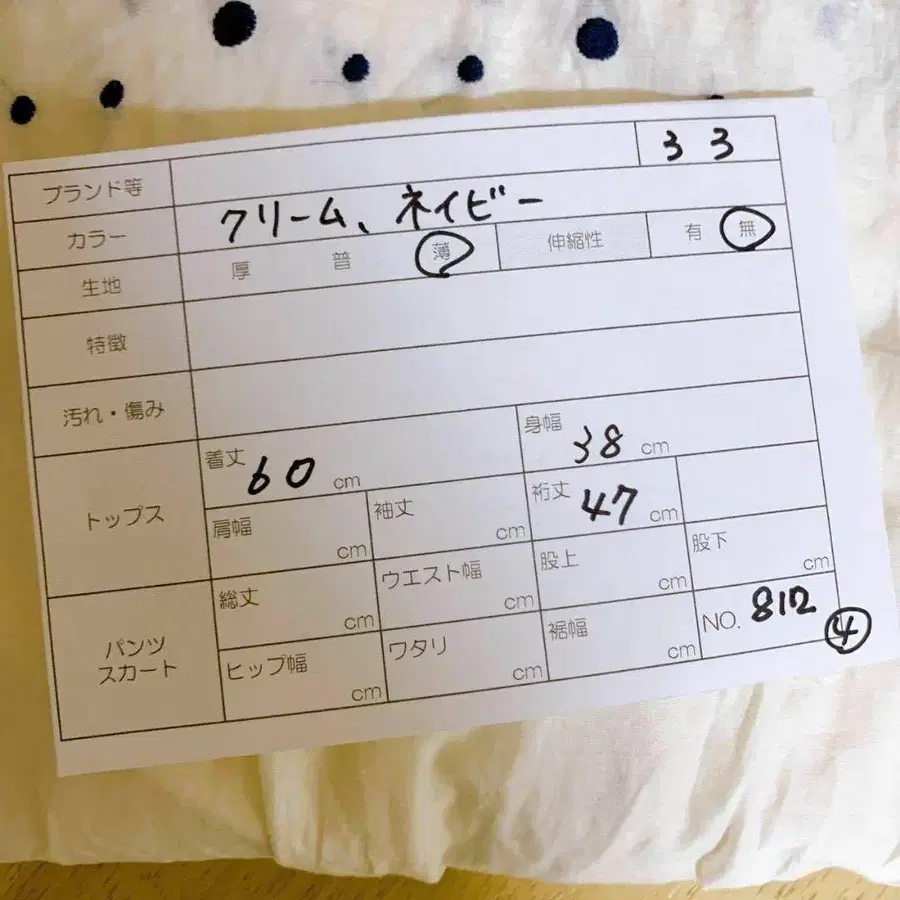 ブランド等 33
カラー クリーム、ネイビー
生地 厚 普 薄 伸縮性 有 無
特徴
汚れ・傷み
トップス
着丈 60 cm 身幅 38 cm
肩幅 cm 袖丈 cm 裄丈 47 cm
パンツ
スカート
総丈 cm ウエスト幅 cm 股上 cm 股下 cm
ヒップ幅 cm ワタリ cm 裾幅 cm NO. 812
④